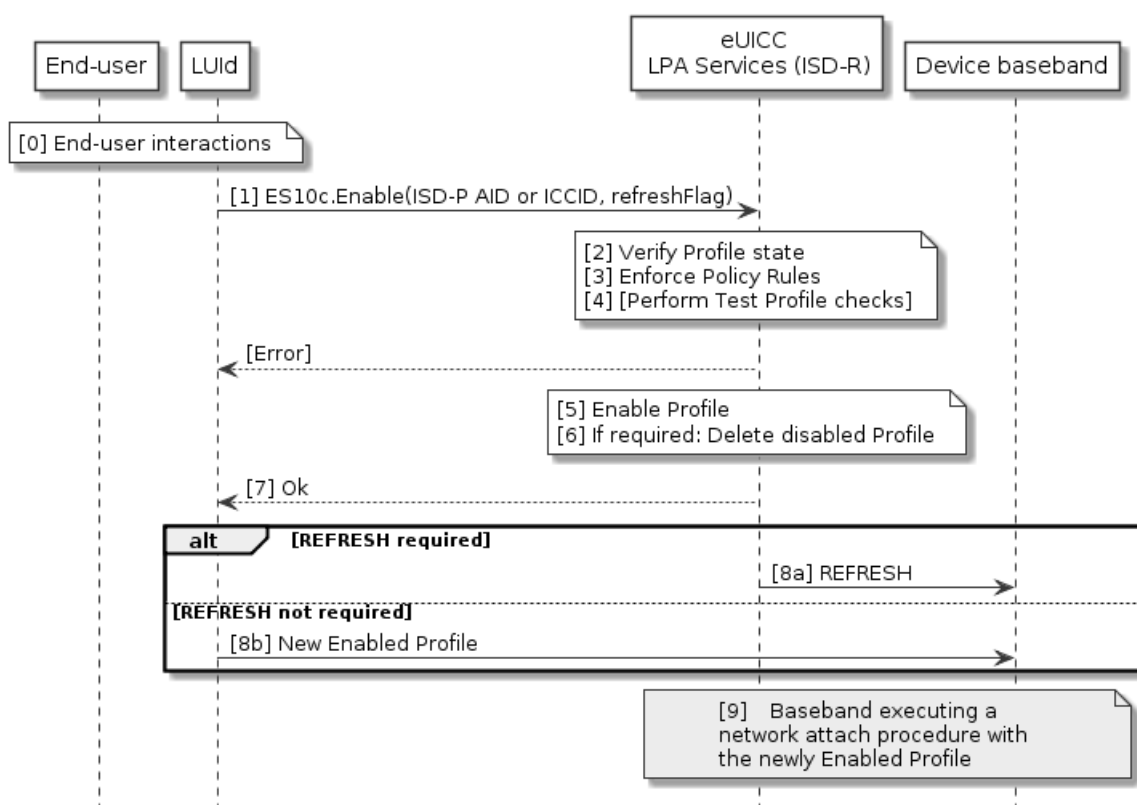 End-user
LUId
eUICC
LPA Services (ISD-R)
Device baseband
[0] End-user interactions
[1] ES10c.Enable(ISD-P AID or ICCID, refreshFlag)
[2] Verify Profile state
[3] Enforce Policy Rules
[4] [Perform Test Profile checks]
[Error]
[5] Enable Profile
[6] If required: Delete disabled Profile
[7] Ok
alt [REFRESH required]
[8a] REFRESH
[REFRESH not required]
[8b] New Enabled Profile
[9] Baseband executing a
network attach procedure with
the newly Enabled Profile